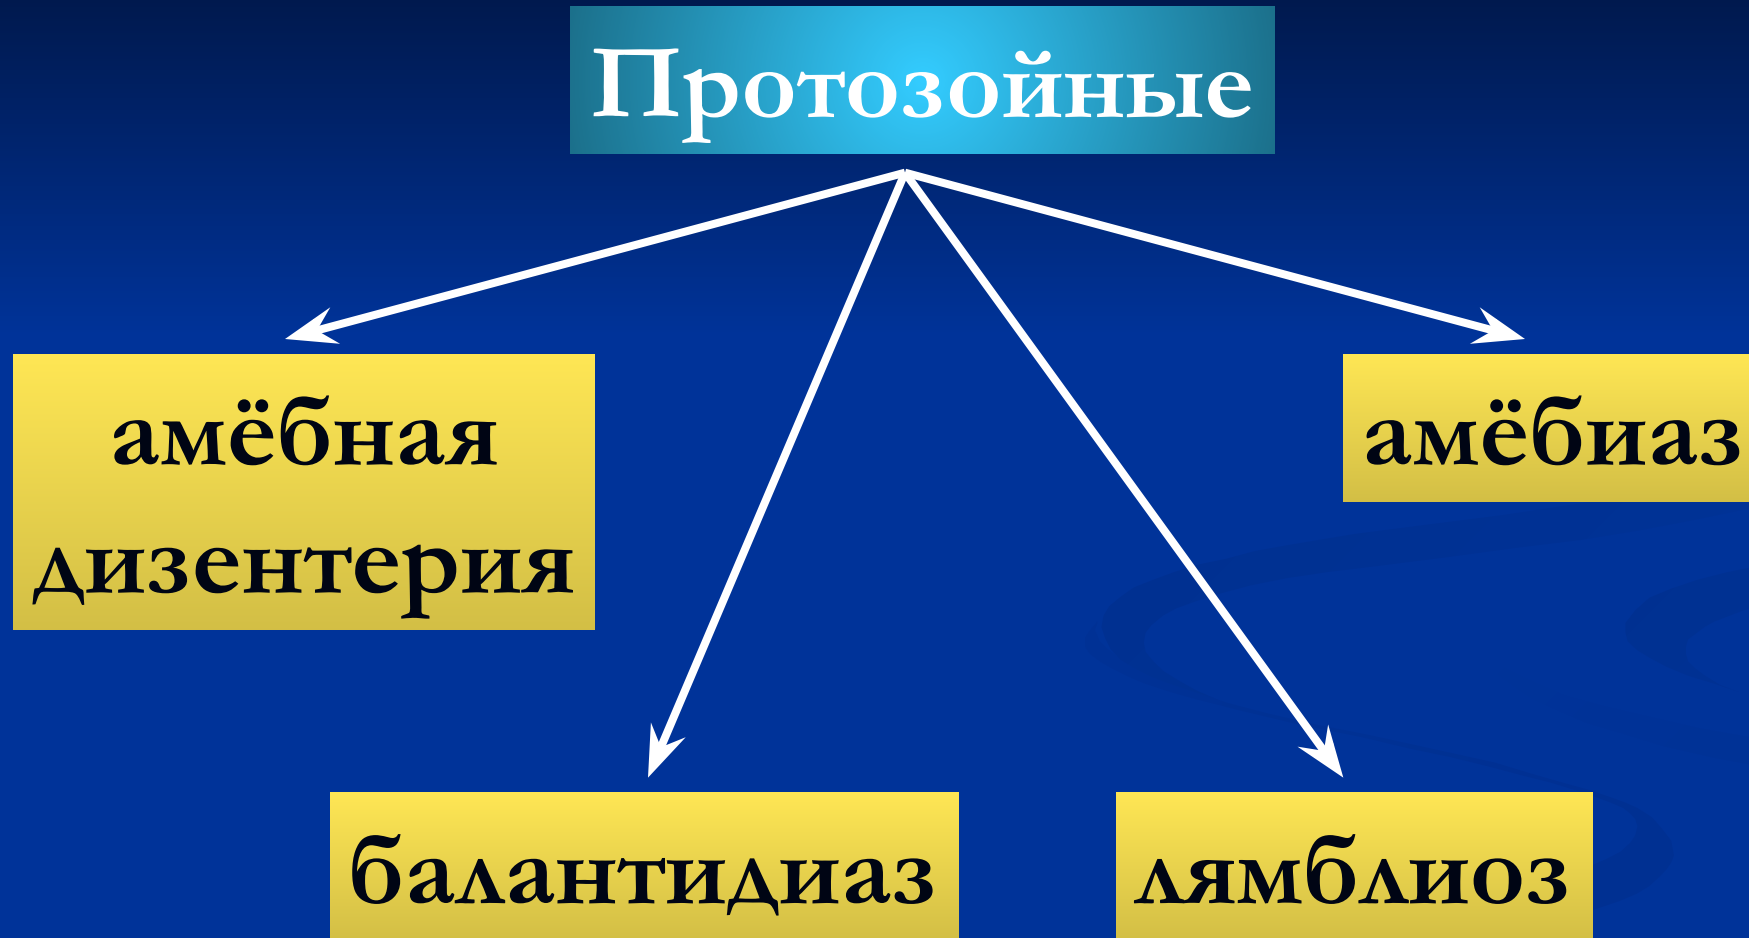 Протозойные
амёбная
дизентерия
амёбиаз
балантидиаз
лямблиоз